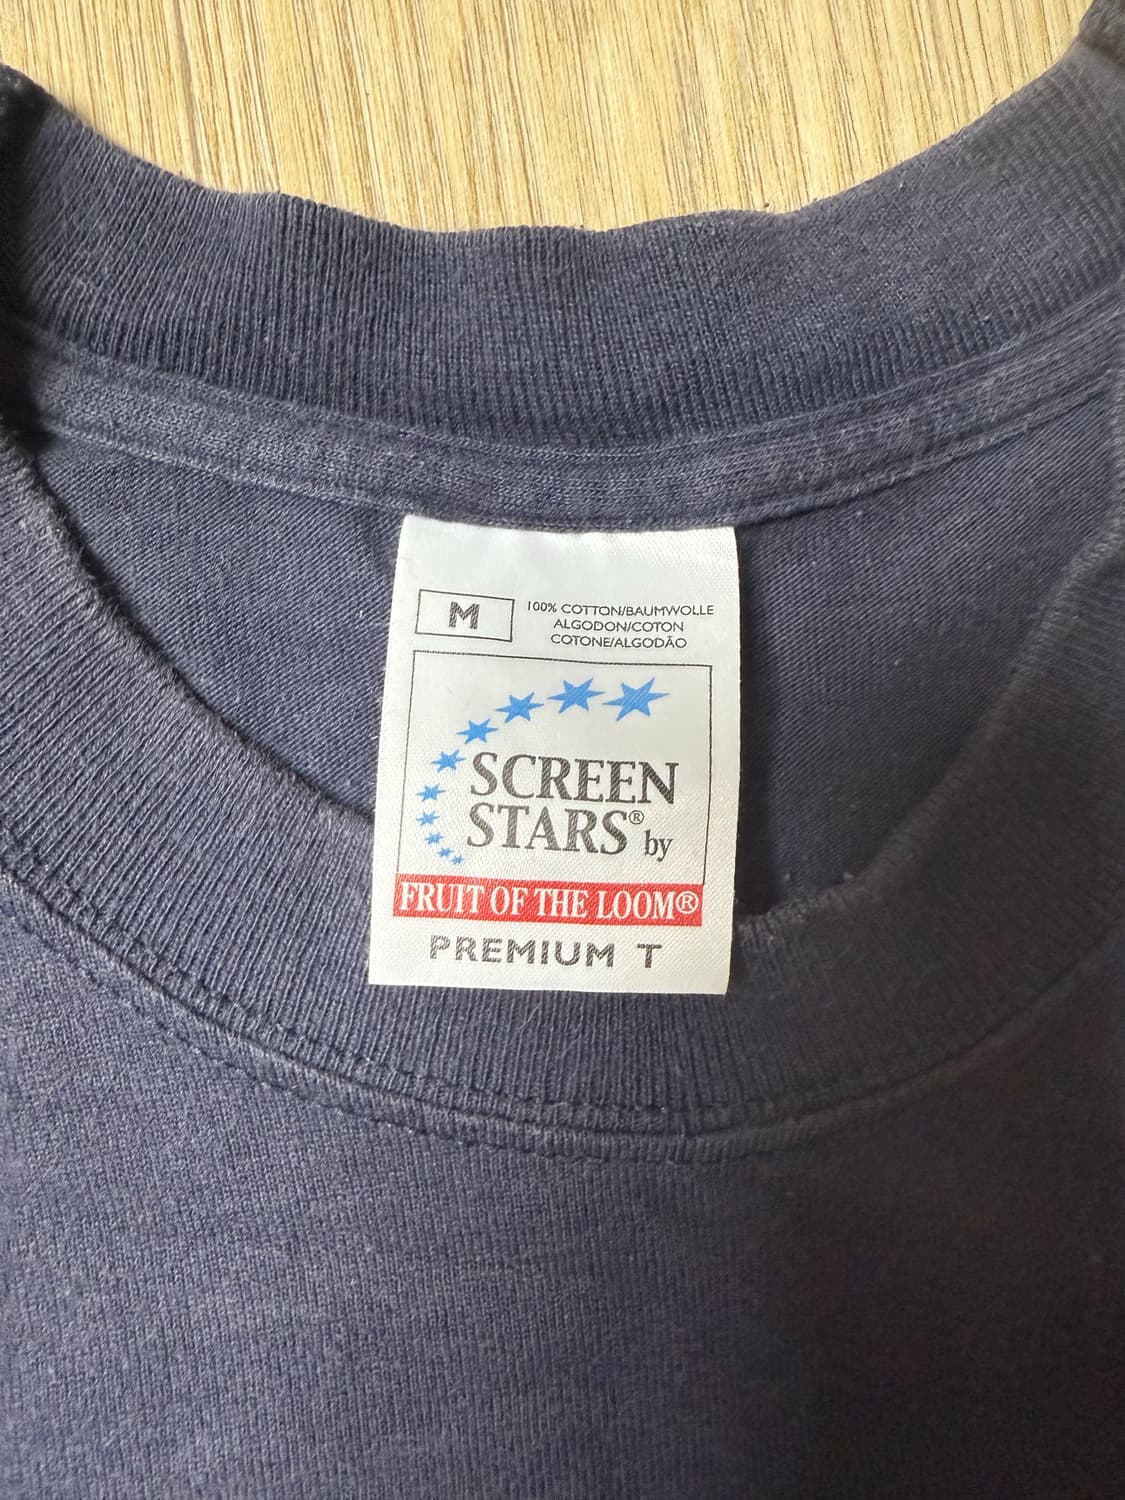 M
100% COTTON/BAUMWOLLE
ALGODON/COTON
COTONE/ALGODÃO
SCREEN
STARS® by
FRUIT OF THE LOOM®
PREMIUM T